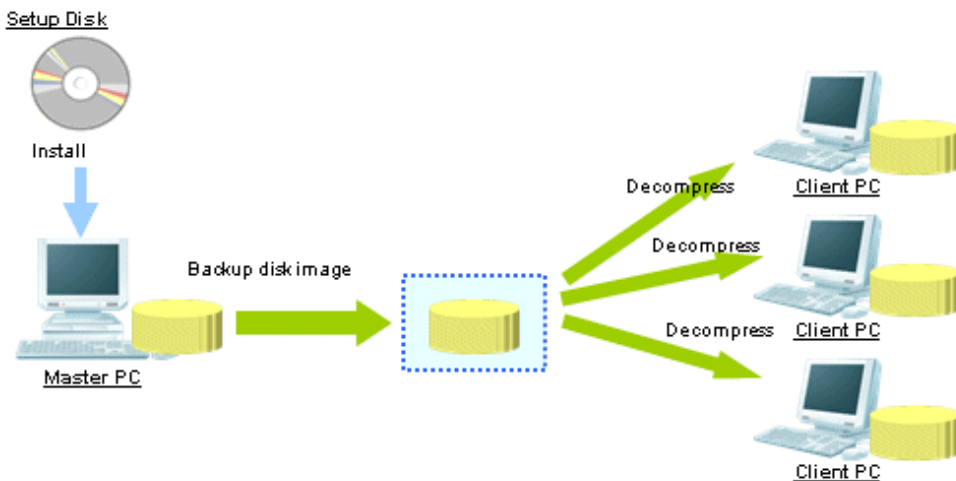 Setup Disk
Install
Backup disk image
Master PC
Decompress
Client PC
Decompress
Client PC
Decompress
Client PC